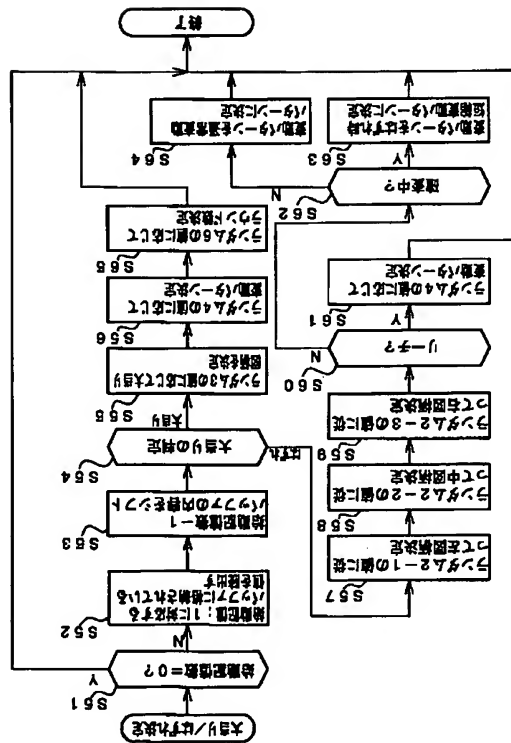 大当り/はずれ決定
S51
始動記憶数=0?
Y
N
S52
始動記憶:1に対応する
バッファに格納されている
値を読出す
S53
始動記憶数-1
バッファの内容をシフト
S54
大当りの判定
大当り
はずれ
S55
ランダム3の値に応じて大当り
図柄を決定
S56
ランダム4の値に応じて
変動パターン決定
S65
ランダム6の値に応じて
ラウンド数決定
S57
ランダム2-1の値に従
って左図柄決定
S58
ランダム2-2の値に従
って中図柄決定
S59
ランダム2-3の値に従
って右図柄決定
S60
リーチ?
N
Y
S61
ランダム4の値に応じて
変動パターン決定
S62
確変中?
N
Y
S63
変動パターンをはずれ時
短縮変動パターンに決定
S64
変動パターンを通常変動
パターンに決定
終了